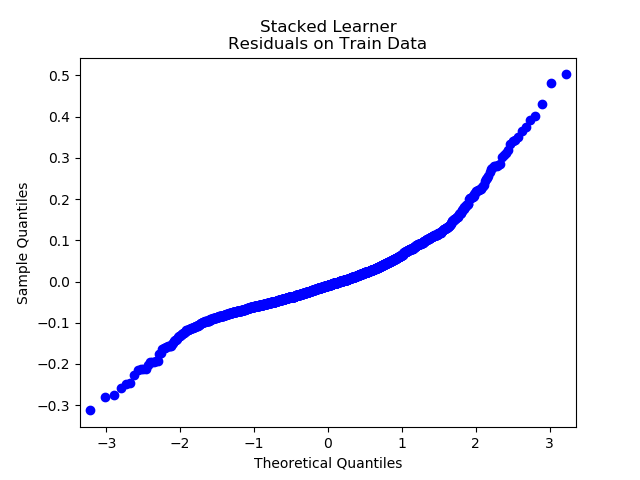 Stacked Learner
Residuals on Train Data
Sample Quantiles
0.5
0.4
0.3
0.2
0.1
0.0
−0.1
−0.2
−0.3
−3 −2 −1 0 1 2 3
Theoretical Quantiles